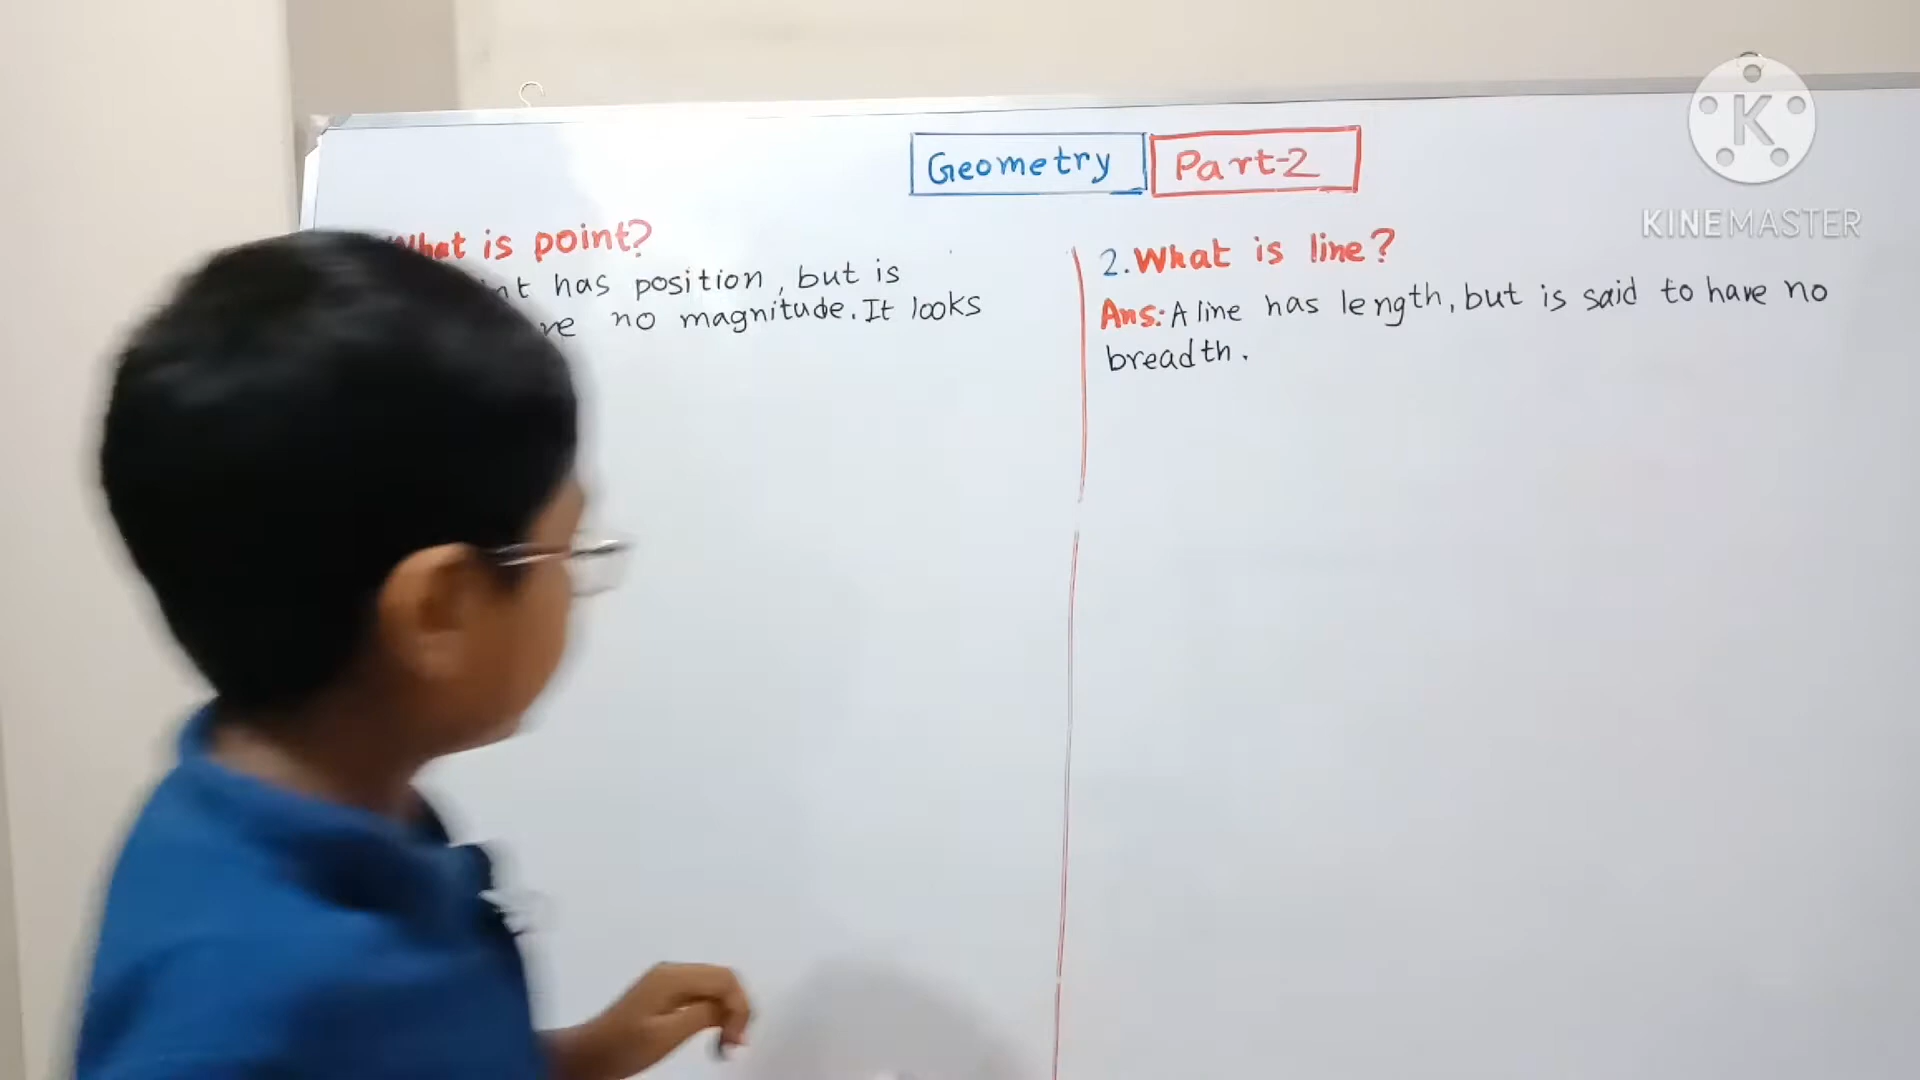 Geometry Part-2
What is point?
has position, but is
no magnitude. It looks
2. What is line?
Ans: A line has length, but is said to have no
breadth.
KINEMASTER